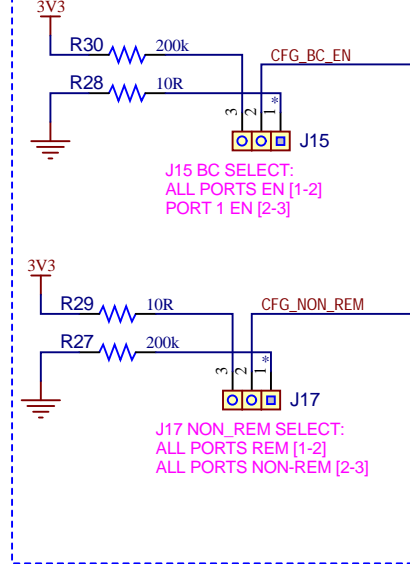 3V3
R30 200k
CFG_BC_EN
R28 10R
3 2 1 *
J15
J15 BC SELECT:
ALL PORTS EN [1-2]
PORT 1 EN [2-3]
3V3
R29 10R
CFG_NON_REM
R27 200k
3 2 1 *
J17
J17 NON_REM SELECT:
ALL PORTS REM [1-2]
ALL PORTS NON-REM [2-3]